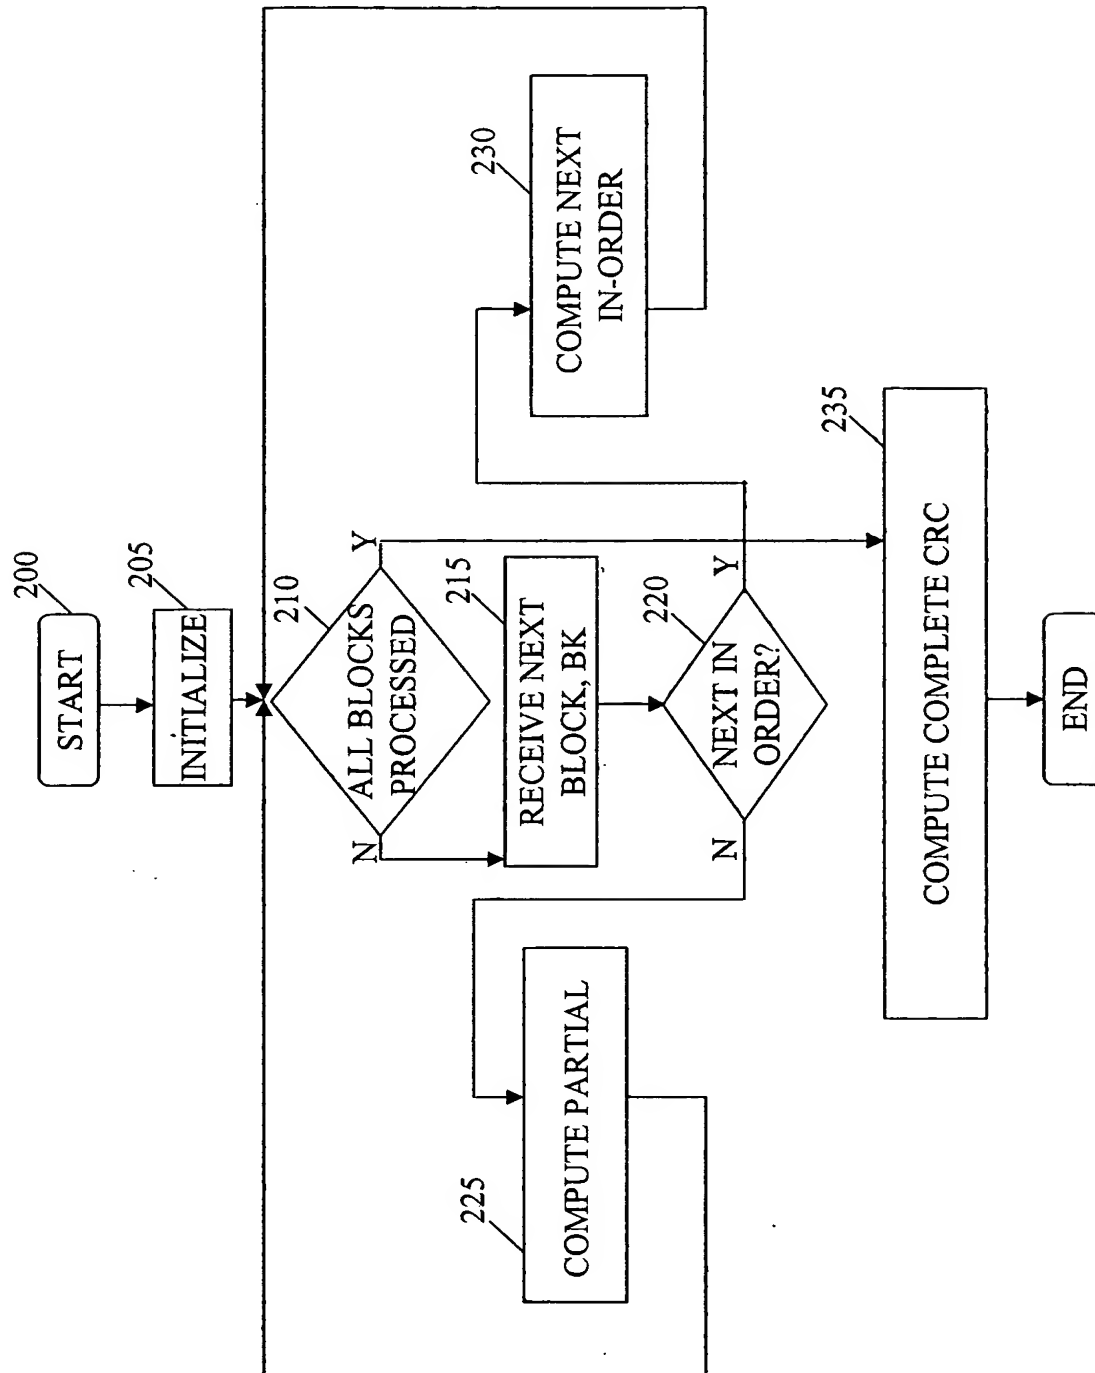 200
START
205
INITIALIZE
210
ALL BLOCKS
PROCESSED
N
Y
215
RECEIVE NEXT
BLOCK, BK
220
NEXT IN
ORDER?
N
Y
225
COMPUTE PARTIAL
230
COMPUTE NEXT
IN-ORDER
235
COMPUTE COMPLETE CRC
END